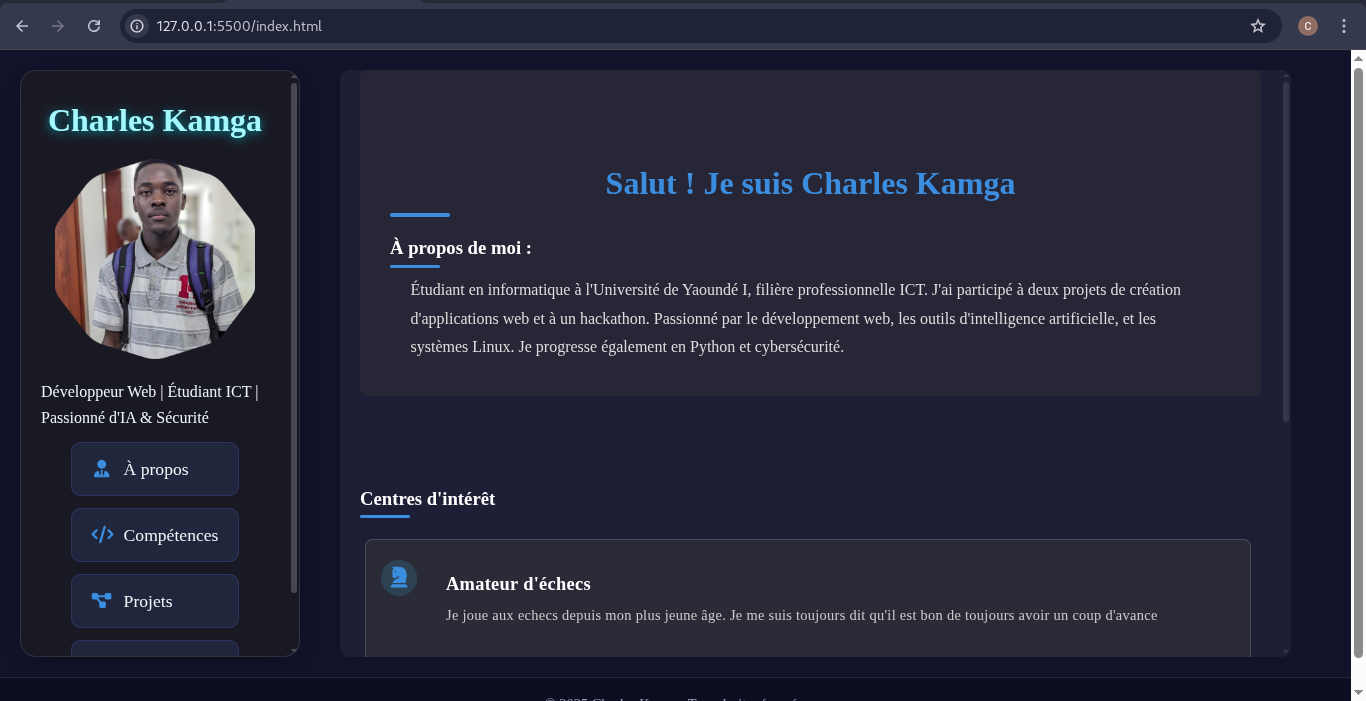 127.0.0.1:5500/index.html
C
Charles Kamga
Développeur Web | Étudiant ICT |
Passionné d'IA & Sécurité
À propos
Compétences
Projets
Salut ! Je suis Charles Kamga
À propos de moi :
Étudiant en informatique à l'Université de Yaoundé I, filière professionnelle ICT. J'ai participé à deux projets de création
d'applications web et à un hackathon. Passionné par le développement web, les outils d'intelligence artificielle, et les
systèmes Linux. Je progresse également en Python et cybersécurité.
Centres d'intérêt
Amateur d'échecs
Je joue aux echecs depuis mon plus jeune âge. Je me suis toujours dit qu'il est bon de toujours avoir un coup d'avance